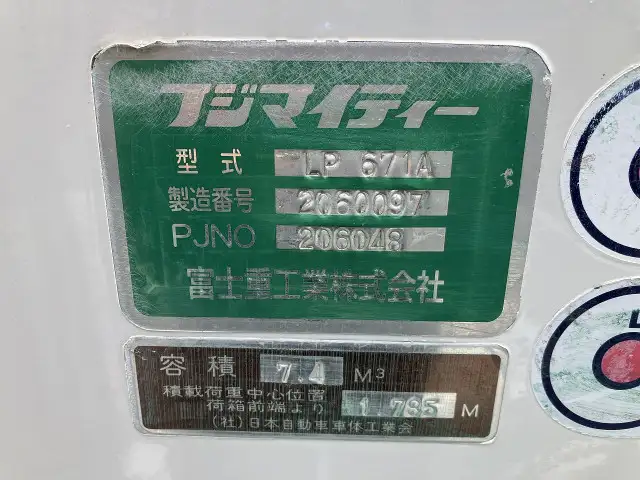 フジマイティー
型式 LP 671A
製造番号 2060097
PJNO 206048
富士重工業株式会社
容積 7.4 M³
積載荷重中心位置
荷箱前端より 1.785 M
(社)日本自動車車体工業会